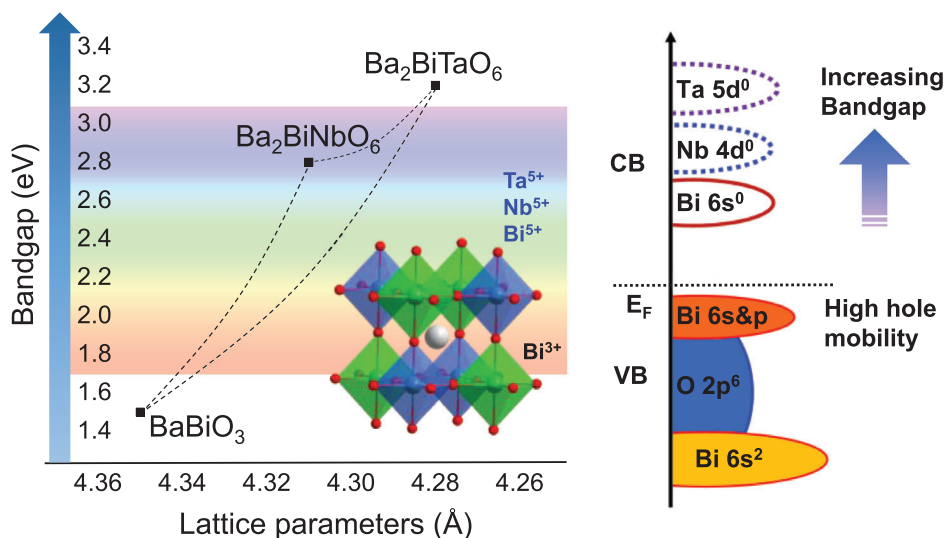 Bandgap (eV)
3.4
3.2
3.0
2.8
2.6
2.4
2.2
2.0
1.8
1.6
1.4
Ba₂BiTaO₆
Ba₂BiNbO₆
BaBiO₃
Ta⁵⁺
Nb⁵⁺
Bi⁵⁺
Bi³⁺
4.36 4.34 4.32 4.30 4.28 4.26
Lattice parameters (Å)
CB
Ta 5d⁰
Nb 4d⁰
Bi 6s⁰
Increasing
Bandgap
E_F
Bi 6s&p
High hole
mobility
VB
O 2p⁶
Bi 6s²